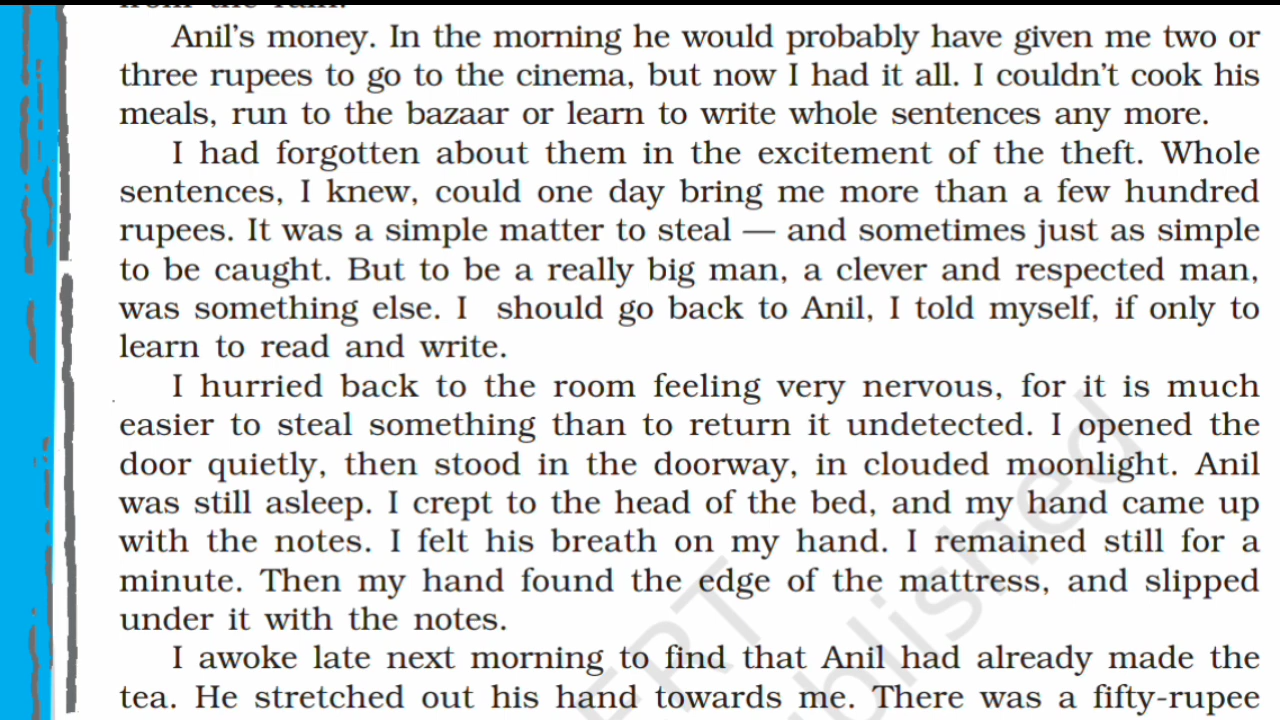 from the rain.
Anil's money. In the morning he would probably have given me two or
three rupees to go to the cinema, but now I had it all. I couldn't cook his
meals, run to the bazaar or learn to write whole sentences any more.
I had forgotten about them in the excitement of the theft. Whole
sentences, I knew, could one day bring me more than a few hundred
rupees. It was a simple matter to steal — and sometimes just as simple
to be caught. But to be a really big man, a clever and respected man,
was something else. I should go back to Anil, I told myself, if only to
learn to read and write.
I hurried back to the room feeling very nervous, for it is much
easier to steal something than to return it undetected. I opened the
door quietly, then stood in the doorway, in clouded moonlight. Anil
was still asleep. I crept to the head of the bed, and my hand came up
with the notes. I felt his breath on my hand. I remained still for a
minute. Then my hand found the edge of the mattress, and slipped
under it with the notes.
I awoke late next morning to find that Anil had already made the
tea. He stretched out his hand towards me. There was a fifty-rupee